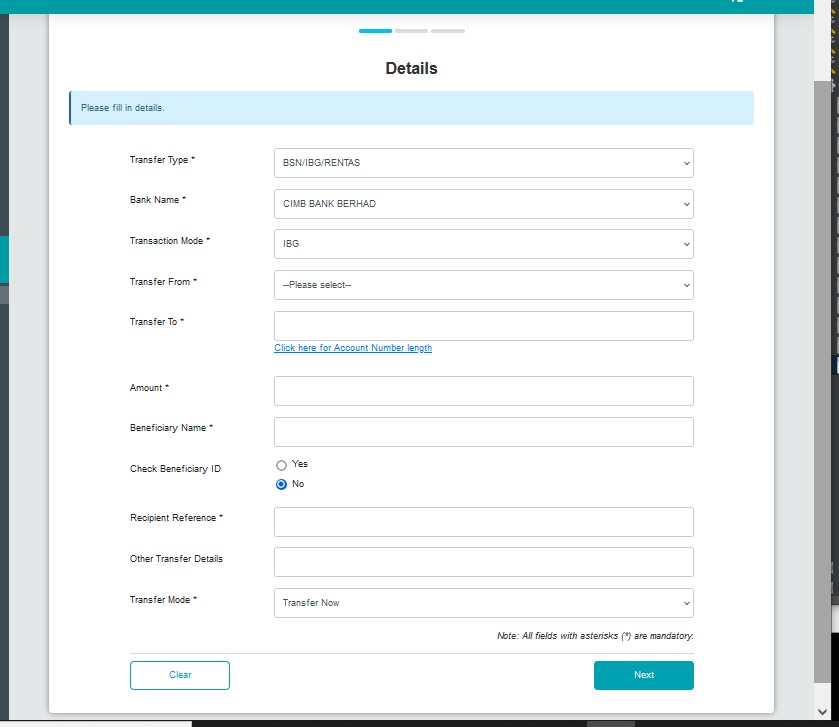 Details
Please fill in details.
Transfer Type * BSN/IBG/RENTAS
Bank Name * CIMB BANK BERHAD
Transaction Mode * IBG
Transfer From * --Please select--
Transfer To *
Click here for Account Number length
Amount *
Beneficiary Name *
Check Beneficiary ID Yes
No
Recipient Reference *
Other Transfer Details
Transfer Mode * Transfer Now
Note: All fields with asterisks (*) are mandatory.
Clear Next